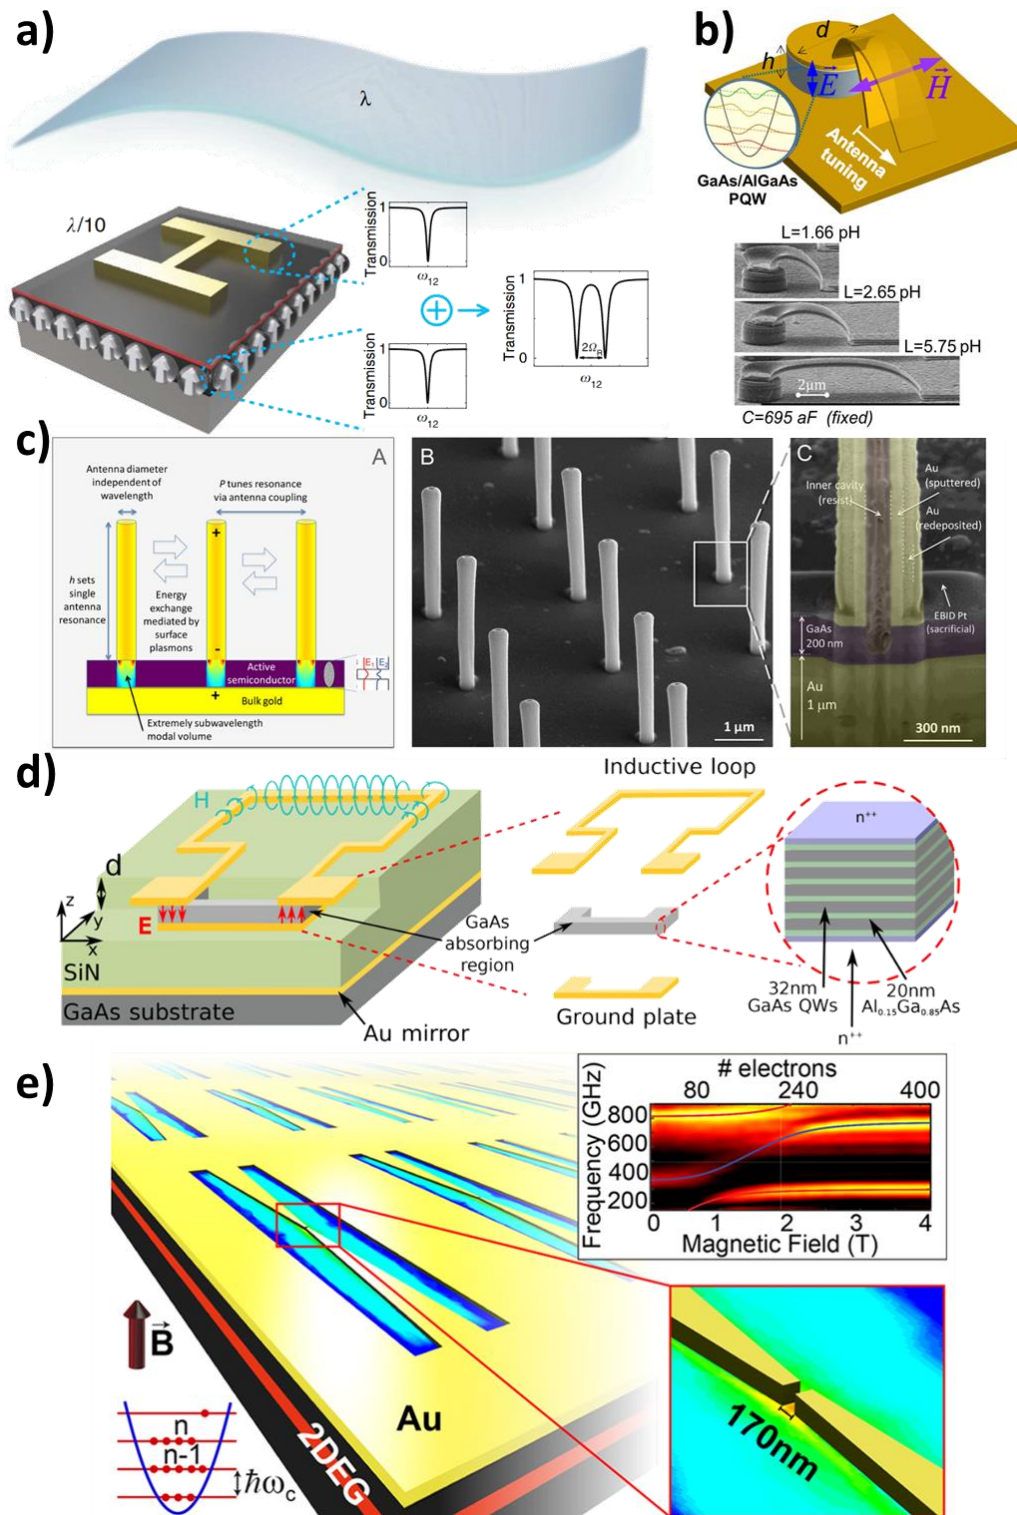 a)
λ
λ/10
Transmission
1
0
ω12
Transmission
1
0
ω12
Transmission
1
0
2ΩR
ω12
b)
d
h
E
H
Antenna
tuning
GaAs/AlGaAs
PQW
L=1.66 pH
L=2.65 pH
L=5.75 pH
2μm
C=695 aF (fixed)
c)
A
Antenna diameter
independent of
wavelength
P tunes resonance
via antenna coupling
h sets
single
antenna
resonance
Energy
exchange
mediated by
surface
plasmons
+
-
+
Active
semiconductor
Bulk gold
E1
E2
Extremely subwavelength
modal volume
B
1 μm
C
Inner cavity
(resist)
Au
(sputtered)
Au
(redeposited)
EBID Pt
(sacrificial)
GaAs
200 nm
Au
1 μm
300 nm
d)
H
d
z
y
x
E
SiN
GaAs substrate
Au mirror
GaAs
absorbing
region
Inductive loop
Ground plate
n++
32nm
GaAs QWs
20nm
Al0.15Ga0.85As
n++
e)
# electrons
80 240 400
Frequency (GHz)
800
600
400
200
0 1 2 3 4
Magnetic Field (T)
B
n
n-1
ħωc
Au
2DEG
170nm